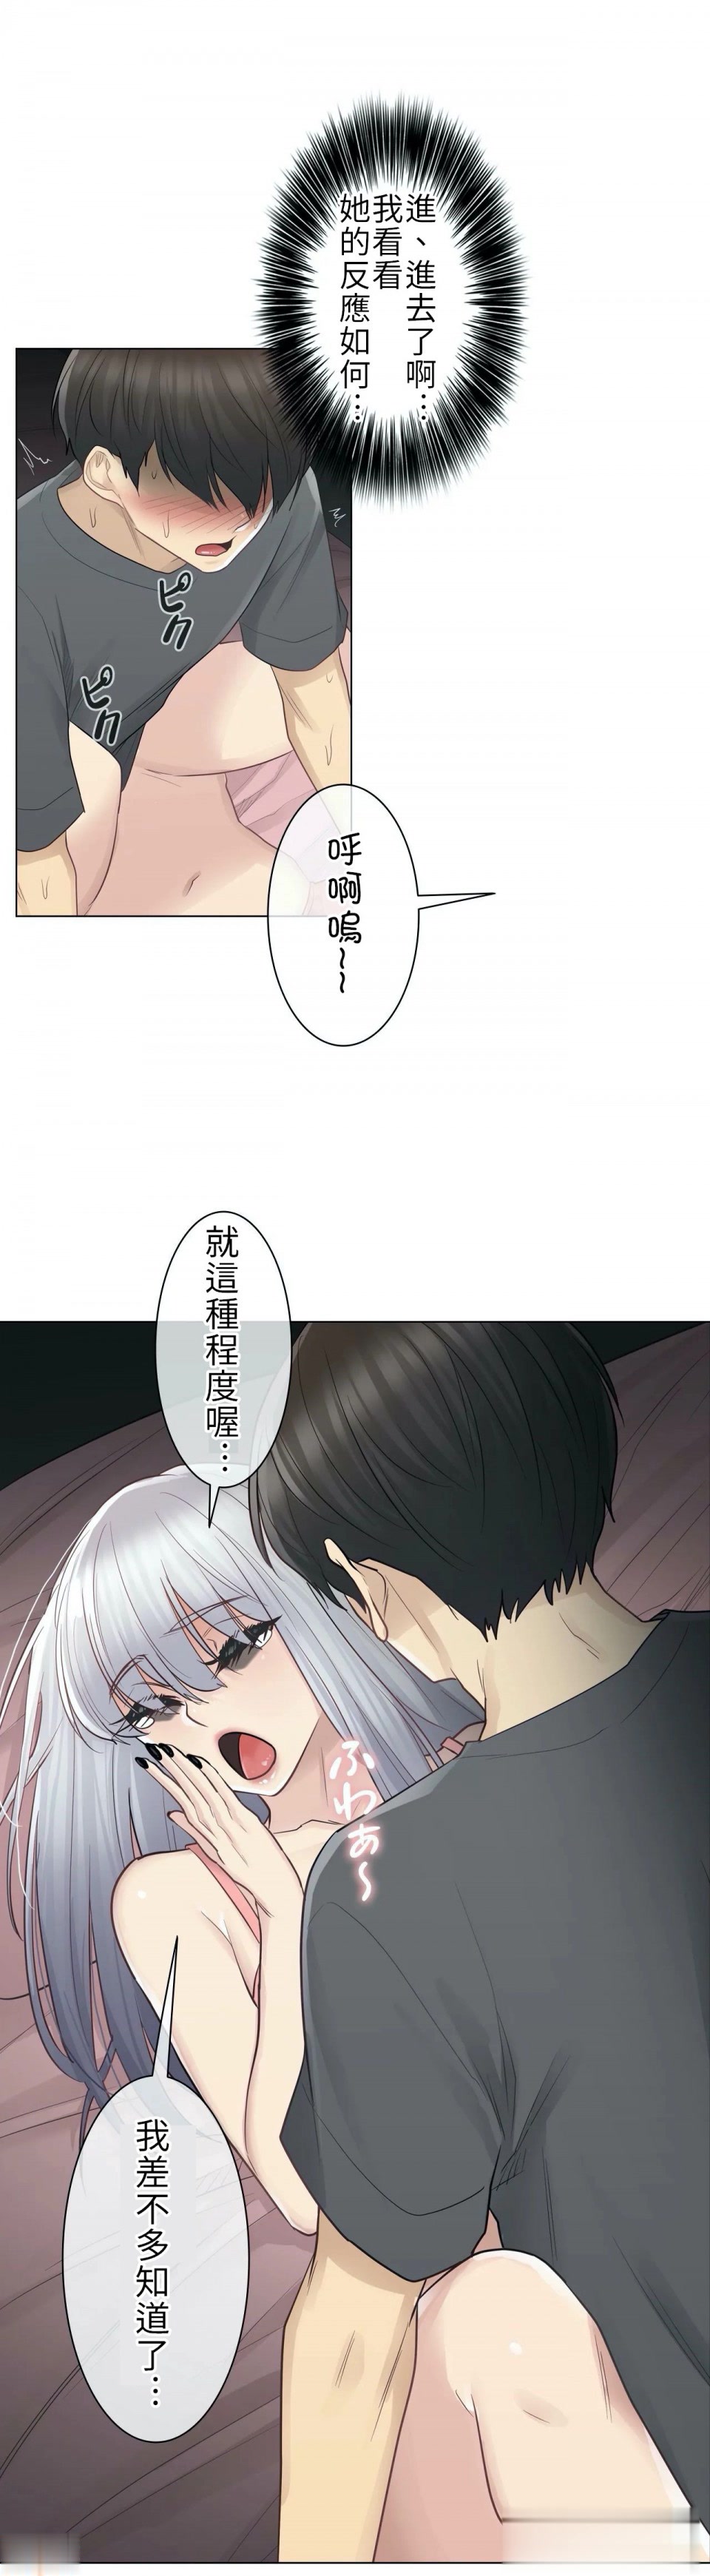 進、進去了啊…
我看看
她的反應如何…
ピク
ピク
呼啊嗚~~
就這種程度喔…
ふわぁ~
我差不多知道了…